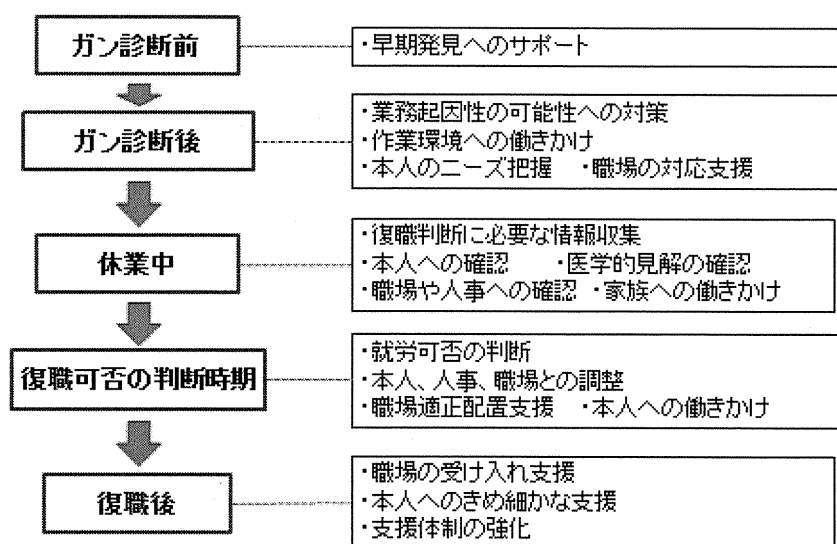 ガン診断前
・早期発見へのサポート
ガン診断後
・業務起因性の可能性への対策
・作業環境への働きかけ
・本人のニーズ把握　・職場の対応支援
休業中
・復職判断に必要な情報収集
・本人への確認　・医学的見解の確認
・職場や人事への確認　・家族への働きかけ
復職可否の判断時期
・就労可否の判断
・本人、人事、職場との調整
・職場適正配置支援　・本人への働きかけ
復職後
・職場の受け入れ支援
・本人へのきめ細かな支援
・支援体制の強化